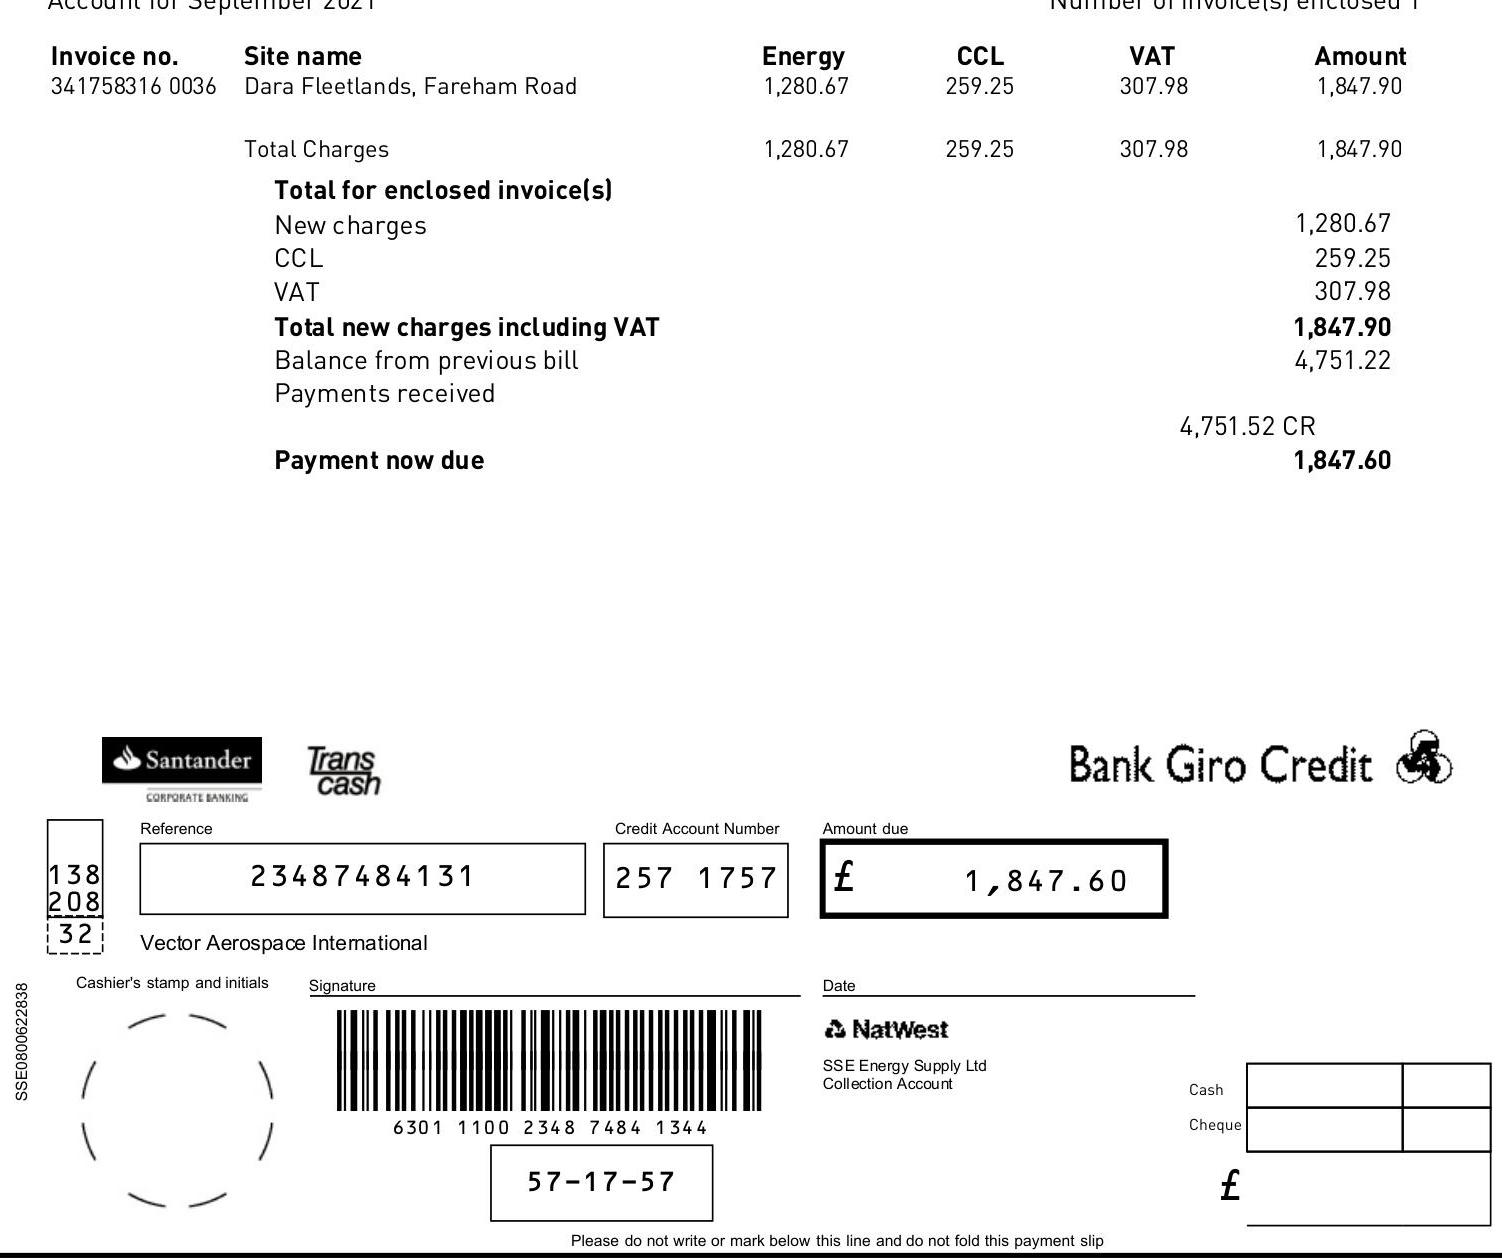 Account for September 2021 Number of invoice(s) enclosed 1
Invoice no. Site name Energy CCL VAT Amount
341758316 0036 Dara Fleetlands, Fareham Road 1,280.67 259.25 307.98 1,847.90
Total Charges 1,280.67 259.25 307.98 1,847.90
Total for enclosed invoice(s)
New charges 1,280.67
CCL 259.25
VAT 307.98
Total new charges including VAT 1,847.90
Balance from previous bill 4,751.22
Payments received
4,751.52 CR
Payment now due 1,847.60
Santander Trans Bank Giro Credit
cash
CORPORATE BANKING
Reference Credit Account Number Amount due
138
23487484131 257 1757 £ 1,847.60
208
32
Vector Aerospace International
Cashier's stamp and initials Signature Date
SSE0800622838
NatWest
SSE Energy Supply Ltd
Collection Account
Cash
Cheque
6301 1100 2348 7484 1344
57-17-57
£
Please do not write or mark below this line and do not fold this payment slip